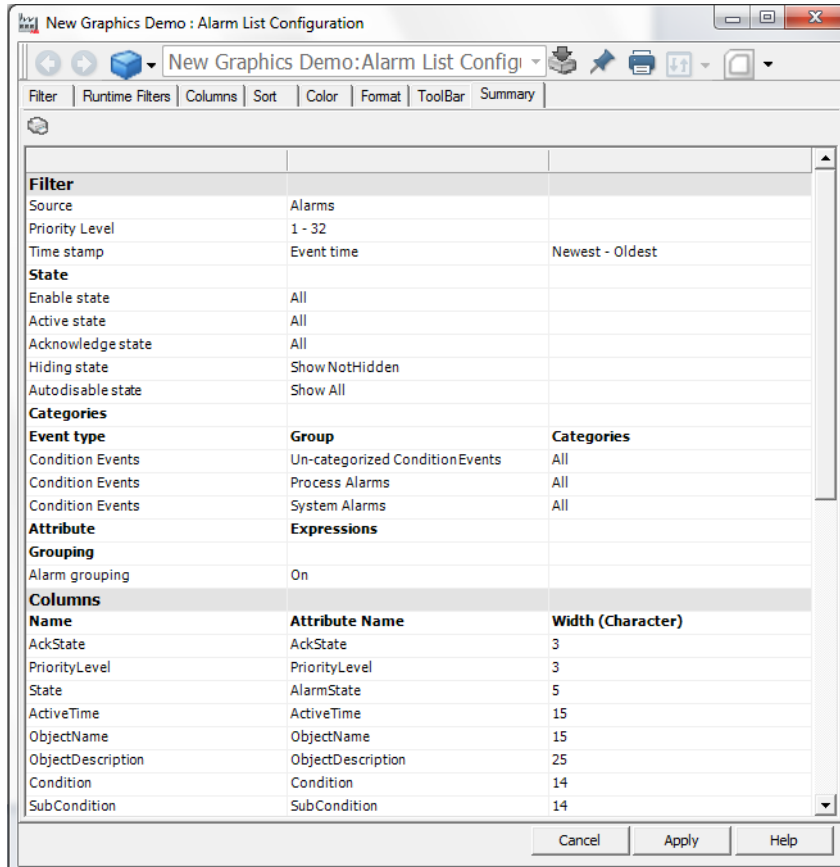 New Graphics Demo : Alarm List Configuration
New Graphics Demo:Alarm List Config
Filter Runtime Filters Columns Sort Color Format ToolBar Summary
Filter
Source Alarms
Priority Level 1 - 32
Time stamp Event time Newest - Oldest
State
Enable state All
Active state All
Acknowledge state All
Hiding state Show NotHidden
Autodisable state Show All
Categories
Event type Group Categories
Condition Events Un-categorized ConditionEvents All
Condition Events Process Alarms All
Condition Events System Alarms All
Attribute Expressions
Grouping
Alarm grouping On
Columns
Name Attribute Name Width (Character)
AckState AckState 3
PriorityLevel PriorityLevel 3
State AlarmState 5
ActiveTime ActiveTime 15
ObjectName ObjectName 15
ObjectDescription ObjectDescription 25
Condition Condition 14
SubCondition SubCondition 14
Cancel Apply Help